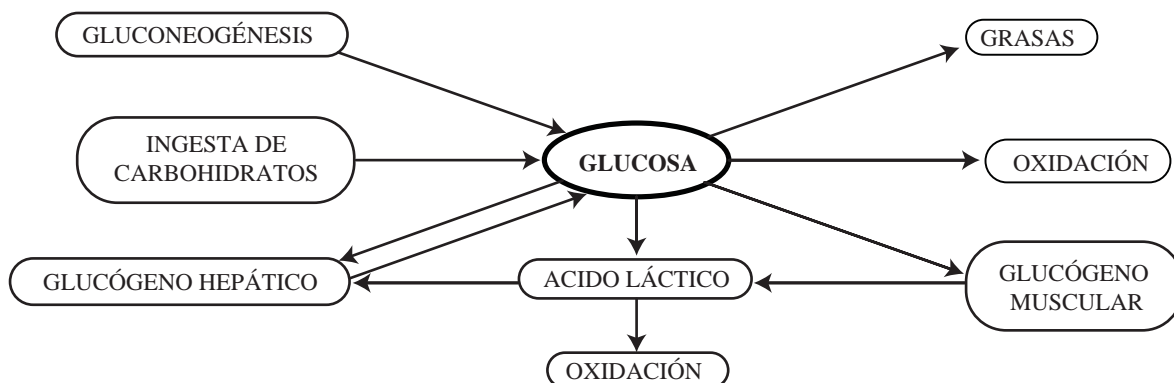 GLUCONEOGÉNESIS
GRASAS
INGESTA DE
CARBOHIDRATOS
GLUCOSA
OXIDACIÓN
GLUCÓGENO HEPÁTICO
ACIDO LÁCTICO
GLUCÓGENO
MUSCULAR
OXIDACIÓN